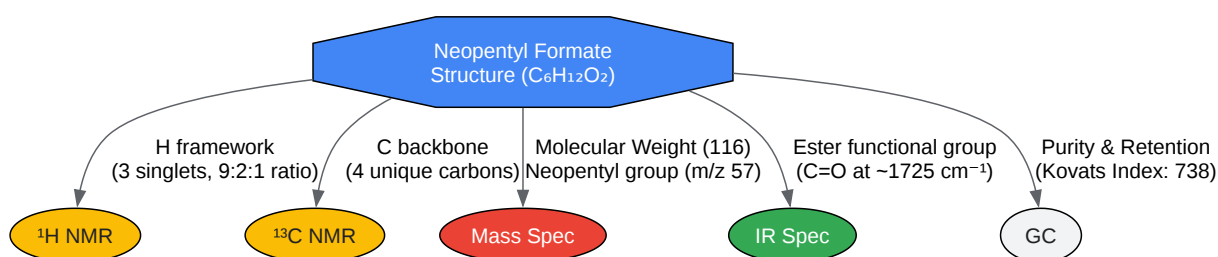 Neopentyl Formate
Structure (C₆H₁₂O₂)
H framework
(3 singlets, 9:2:1 ratio)
C backbone
(4 unique carbons)
Molecular Weight (116)
Neopentyl group (m/z 57)
Ester functional group
(C=O at ~1725 cm⁻¹)
Purity & Retention
(Kovats Index: 738)
¹H NMR
¹³C NMR
Mass Spec
IR Spec
GC